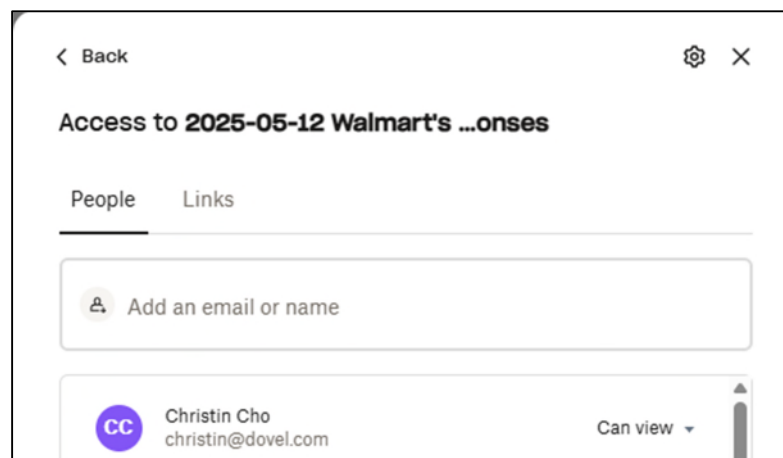 Back
Access to 2025-05-12 Walmart's ...onses
People Links
Add an email or name
CC
Christin Cho
christin@dovel.com
Can view